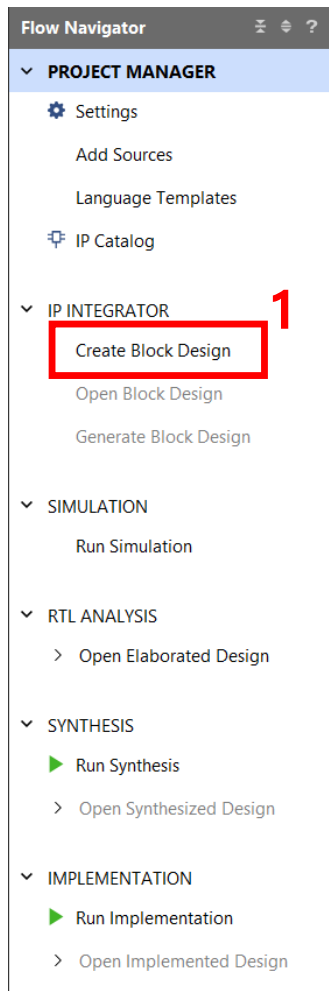 Flow Navigator ?
PROJECT MANAGER
Settings
Add Sources
Language Templates
IP Catalog
IP INTEGRATOR 1
Create Block Design
Open Block Design
Generate Block Design
SIMULATION
Run Simulation
RTL ANALYSIS
Open Elaborated Design
SYNTHESIS
Run Synthesis
Open Synthesized Design
IMPLEMENTATION
Run Implementation
Open Implemented Design